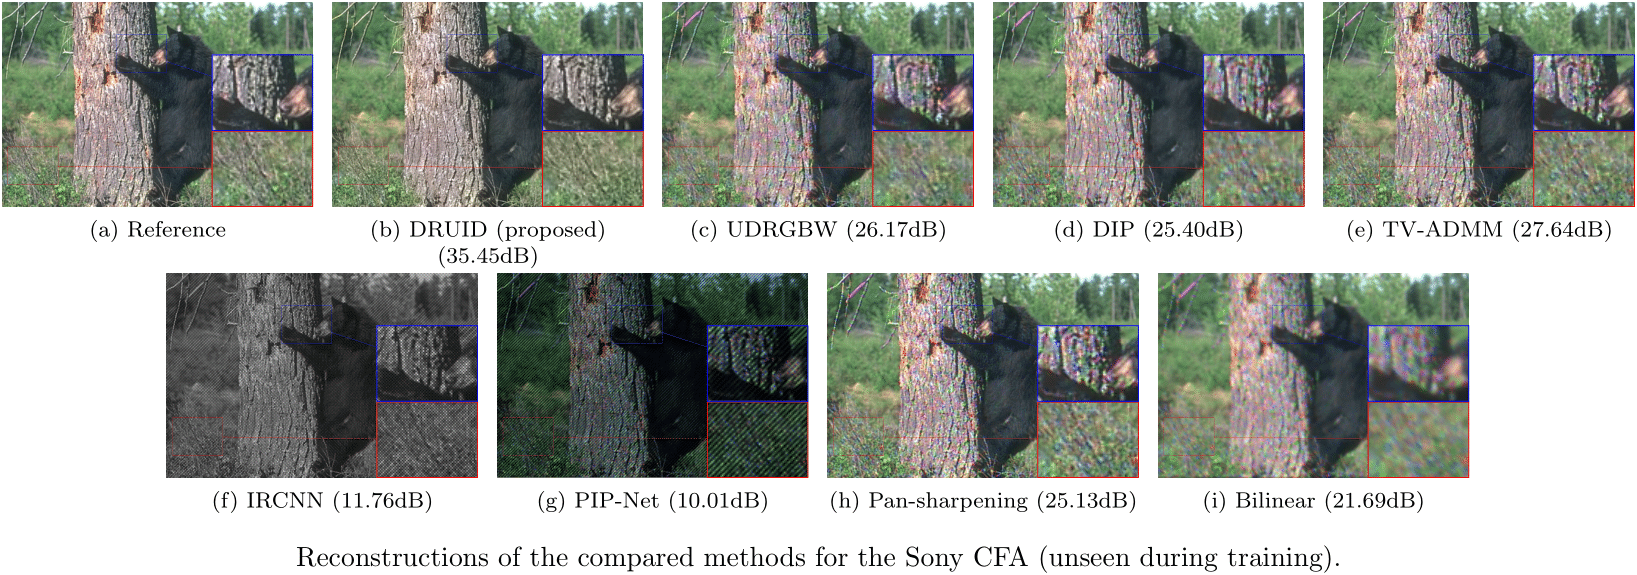 (a) Reference
(b) DRUID (proposed)
(35.45dB)
(c) UDRGBW (26.17dB)
(d) DIP (25.40dB)
(e) TV-ADMM (27.64dB)
(f) IRCNN (11.76dB)
(g) PIP-Net (10.01dB)
(h) Pan-sharpening (25.13dB)
(i) Bilinear (21.69dB)
Reconstructions of the compared methods for the Sony CFA (unseen during training).